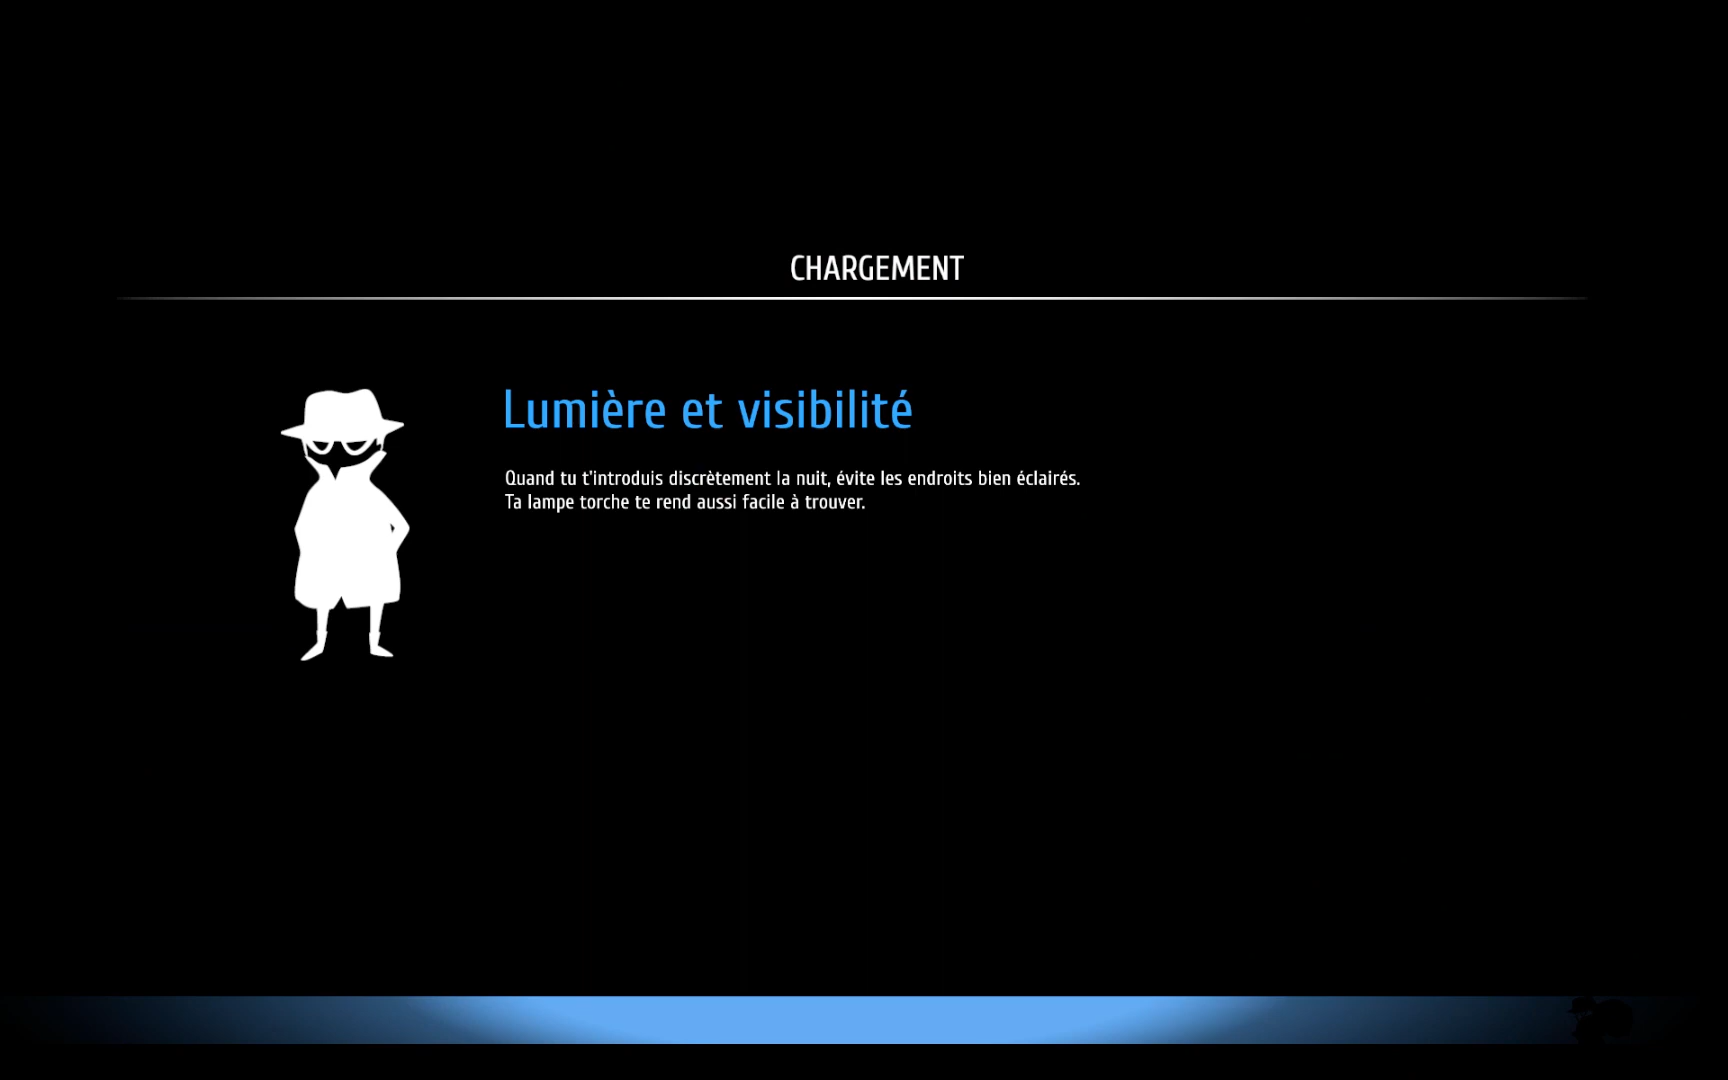 CHARGEMENT
Lumière et visibilité
Quand tu t'introduis discrètement la nuit, évite les endroits bien éclairés.
Ta lampe torche te rend aussi facile à trouver.